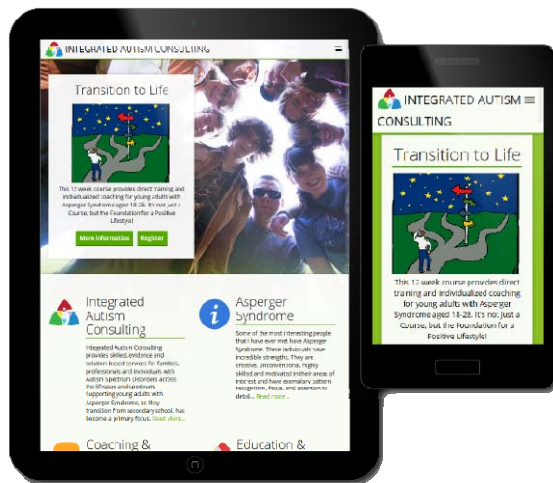 INTEGRATED AUTISM CONSULTING
Transition to Life
This 12 week course provides direct training and
individualized coaching for young adults with
Asperger Syndrome aged 18-28. It's not just a
Course, but the Foundation for a Positive
Lifestyle!
More Information
Register
Integrated
Autism
Consulting
Integrated Autism Consulting
provides skilled, evidence and
solution based services for families,
professionals and individuals with
Autism Spectrum Disorders across
the lifespan and spectrum.
Supporting young adults with
Asperger Syndrome, as they
transition from secondary school, has
become a primary focus. Read More...
Asperger
Syndrome
Some of the most interesting people
that I have ever met have Asperger
Syndrome. These individuals have
incredible strengths. They are
creative, unconventional, highly
skilled and motivated in their areas of
interest and have exemplary pattern
recognition, focus, and attention to
detail... Read more...
Coaching &
Education &
INTEGRATED AUTISM
CONSULTING
Transition to Life
This 12 week course provides direct
training and individualized coaching
for young adults with Asperger
Syndrome aged 18-28. It's not just a
Course, but the Foundation for a
Positive Lifestyle!